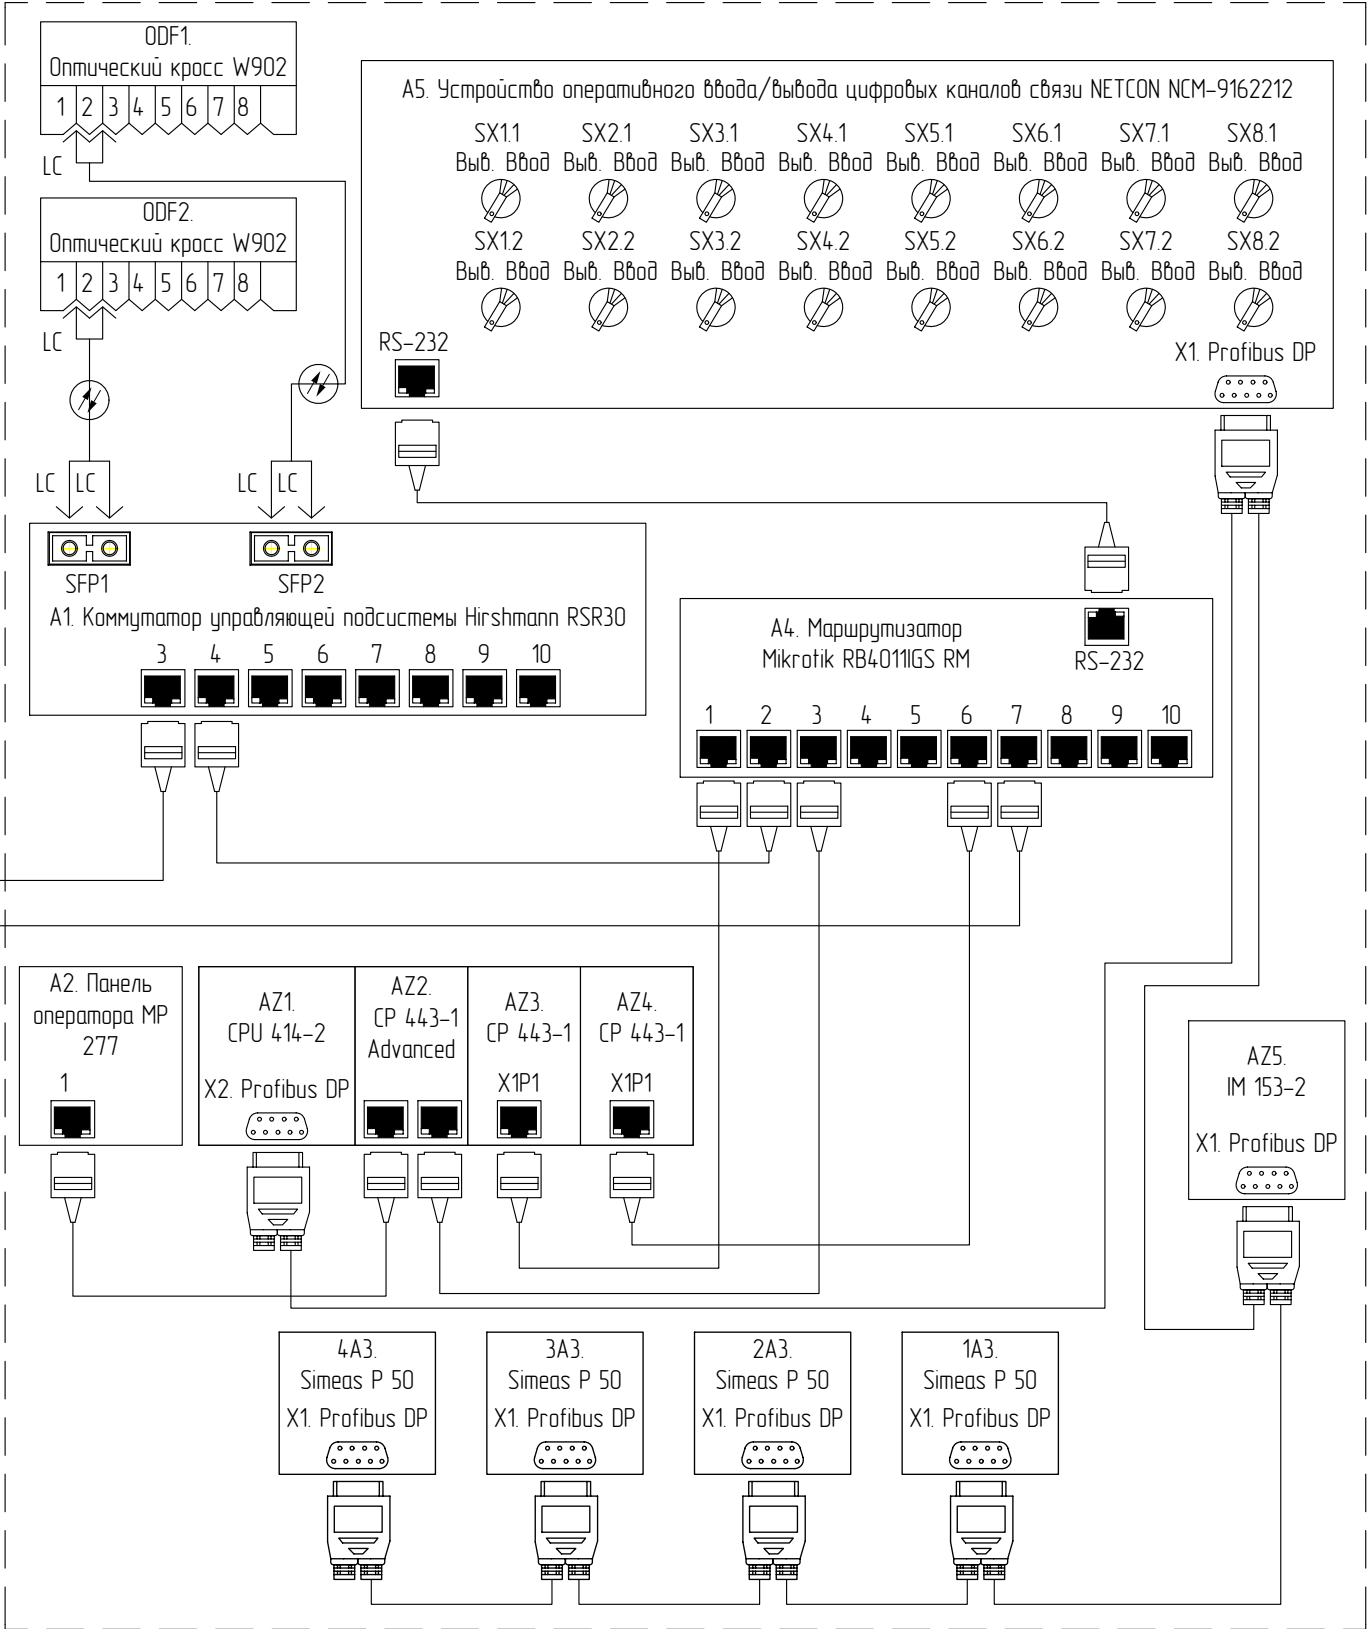 ODF1.
Оптический кросс W902
1 2 3 4 5 6 7 8
LC
ODF2.
Оптический кросс W902
1 2 3 4 5 6 7 8
LC
LC LC
LC LC
A5. Устройство оперативного ввода/вывода цифровых каналов связи NETCON NCM-9162212
SX1.1 SX2.1 SX3.1 SX4.1 SX5.1 SX6.1 SX7.1 SX8.1
Выв. Ввод Выв. Ввод Выв. Ввод Выв. Ввод Выв. Ввод Выв. Ввод Выв. Ввод Выв. Ввод
SX1.2 SX2.2 SX3.2 SX4.2 SX5.2 SX6.2 SX7.2 SX8.2
Выв. Ввод Выв. Ввод Выв. Ввод Выв. Ввод Выв. Ввод Выв. Ввод Выв. Ввод Выв. Ввод
RS-232
X1. Profibus DP
SFP1 SFP2
A1. Коммутатор управляющей подсистемы Hirshmann RSR30
3 4 5 6 7 8 9 10
A4. Маршрутизатор
Mikrotik RB4011IGS RM
RS-232
1 2 3 4 5 6 7 8 9 10
A2. Панель
оператора MP
277
1
AZ1.
CPU 414-2
X2. Profibus DP
AZ2.
CP 443-1
Advanced
AZ3.
CP 443-1
X1P1
AZ4.
CP 443-1
X1P1
AZ5.
IM 153-2
X1. Profibus DP
4A3.
Simeas P 50
X1. Profibus DP
3A3.
Simeas P 50
X1. Profibus DP
2A3.
Simeas P 50
X1. Profibus DP
1A3.
Simeas P 50
X1. Profibus DP